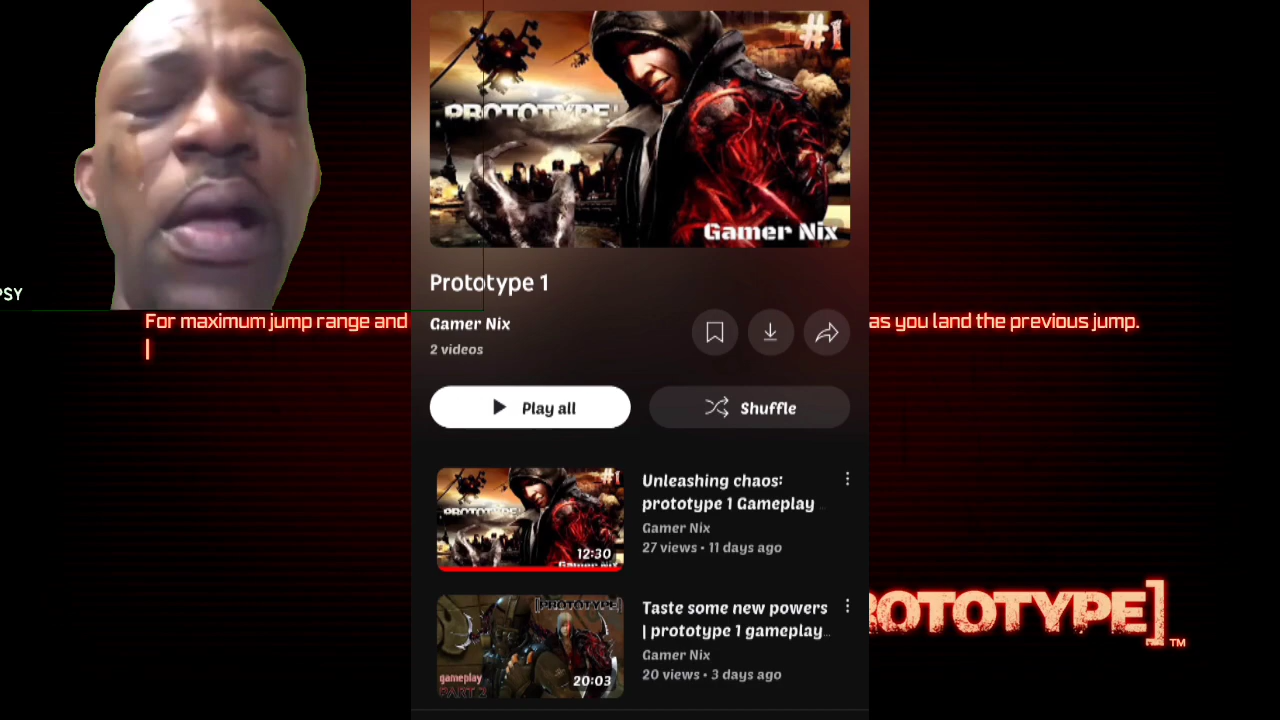 #1
PROTOTYPE
Gamer Nix
PSY
Prototype 1
For maximum jump range and
as you land the previous jump.
Gamer Nix
2 videos
Play all
Shuffle
#1
PROTOTYPE
12:30
Gamer Nix
Unleashing chaos:
prototype 1 Gameplay ...
Gamer Nix
27 views • 11 days ago
[PROTOTYPE]
gameplay
PART 2
20:03
Taste some new powers
| prototype 1 gameplay...
Gamer Nix
20 views • 3 days ago
ROTOTYPE]™